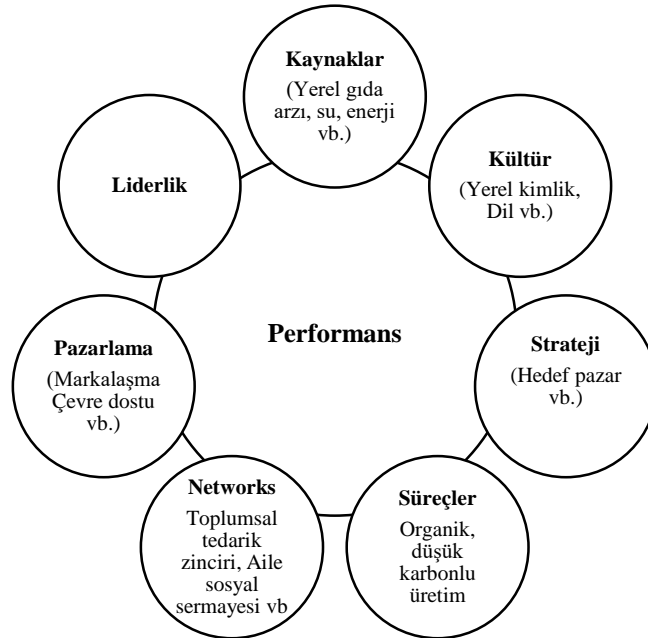 Kaynaklar
(Yerel gıda
arzı, su, enerji
vb.)
Kültür
(Yerel kimlik,
Dil vb.)
Liderlik
Performans
Pazarlama
(Markalaşma
Çevre dostu
vb.)
Strateji
(Hedef pazar
vb.)
Networks
Toplumsal
tedarik
zinciri, Aile
sosyal
sermayesi vb
Süreçler
Organik,
düşük
karbonlu
üretim